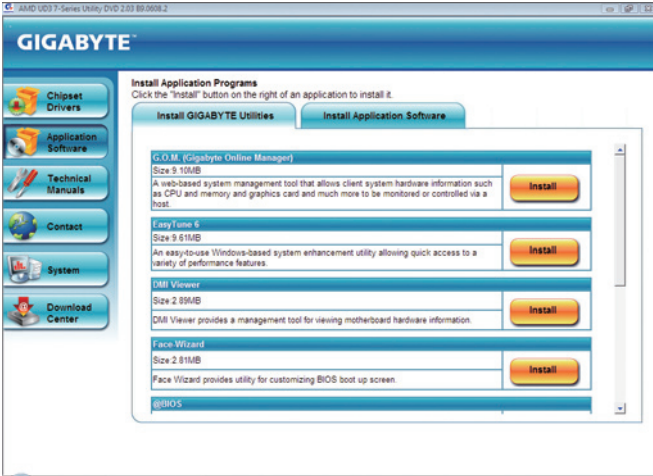 AMD UD3 7-Series Utility DVD 2.03 B9.0608.2
GIGABYTE™
Chipset
Drivers
Application
Software
Technical
Manuals
Contact
System
Download
Center
Install Application Programs
Click the "Install" button on the right of an application to install it.
Install GIGABYTE Utilities
Install Application Software
G.O.M. (Gigabyte Online Manager)
Size:9.10MB
A web-based system management tool that allows client system hardware information such
as CPU and memory and graphics card and much more to be monitored or controlled via a
host.
Install
EasyTune 6
Size:9.61MB
An easy-to-use Windows-based system enhancement utility allowing quick access to a
variety of performance features.
Install
DMI Viewer
Size:2.89MB
DMI Viewer provides a management tool for viewing motherboard hardware information.
Install
Face Wizard
Size:2.81MB
Face Wizard provides utility for customizing BIOS boot up screen.
Install
@BIOS